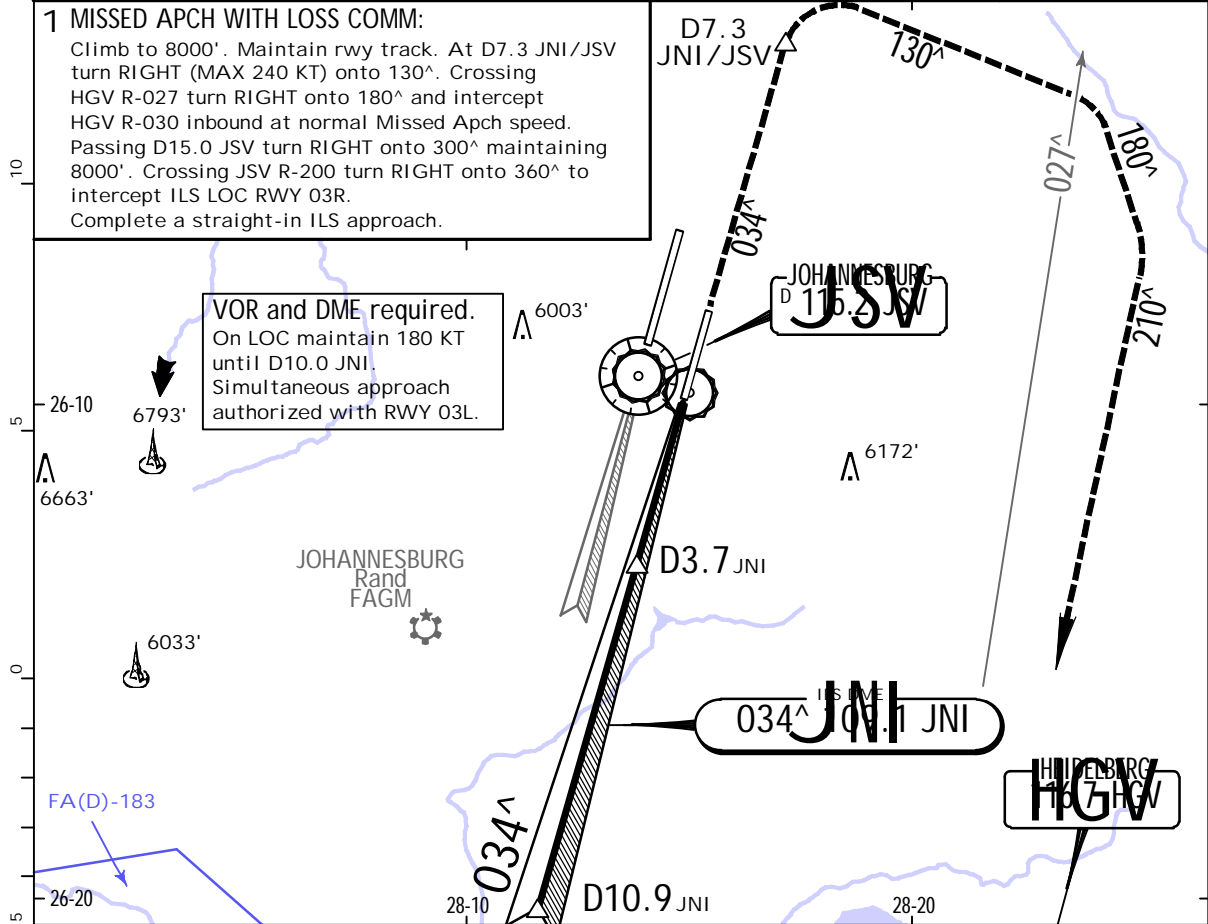 1 MISSED APCH WITH LOSS COMM:
Climb to 8000'. Maintain rwy track. At D7.3 JNI/JSV
turn RIGHT (MAX 240 KT) onto 130^. Crossing
HGV R-027 turn RIGHT onto 180^ and intercept
HGV R-030 inbound at normal Missed Apch speed.
Passing D15.0 JSV turn RIGHT onto 300^ maintaining
8000'. Crossing JSV R-200 turn RIGHT onto 360^ to
intercept ILS LOC RWY 03R.
Complete a straight-in ILS approach.
D7.3
JNI/JSV
130^
180^
027^
10
034^
JOHANNESBURG
D 115.2 JSV
JSV
210^
VOR and DME required.
On LOC maintain 180 KT
until D10.0 JNI.
Simultaneous approach
authorized with RWY 03L.
6003'
26-10
5
6793'
6663'
6172'
JOHANNESBURG
Rand
FAGM
D3.7 JNI
6033'
0
ILS DME
034^ 109.1 JNI
JNI
HEIDELBERG
116.7 HGV
HGV
FA(D)-183
034^
26-20
28-10
D10.9 JNI
28-20
5